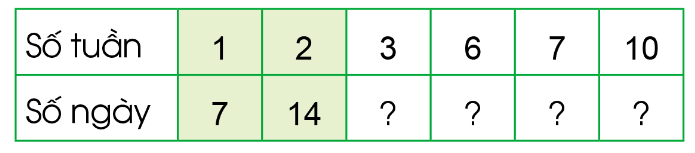 Số tuần 1 2 3 6 7 10
Số ngày 7 14 ? ? ? ?